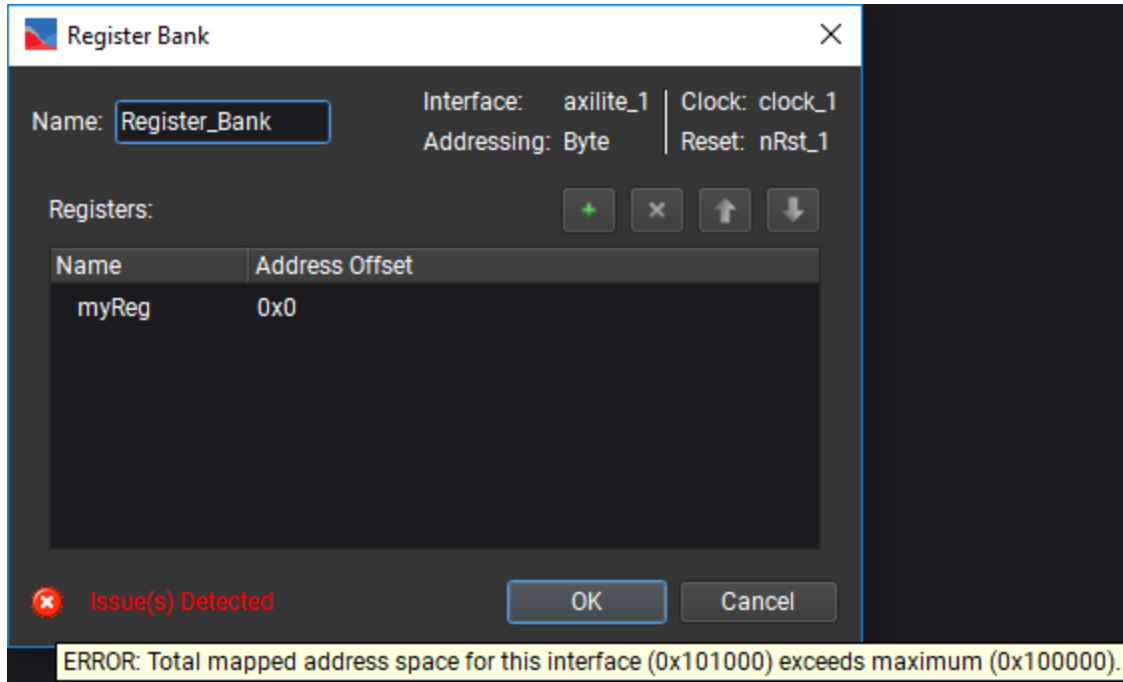 Register Bank
Name: Register_Bank
Interface: axilite_1 Clock: clock_1
Addressing: Byte Reset: nRst_1
Registers:
Name Address Offset
myReg 0x0
Issue(s) Detected OK Cancel
ERROR: Total mapped address space for this interface (0x101000) exceeds maximum (0x100000).